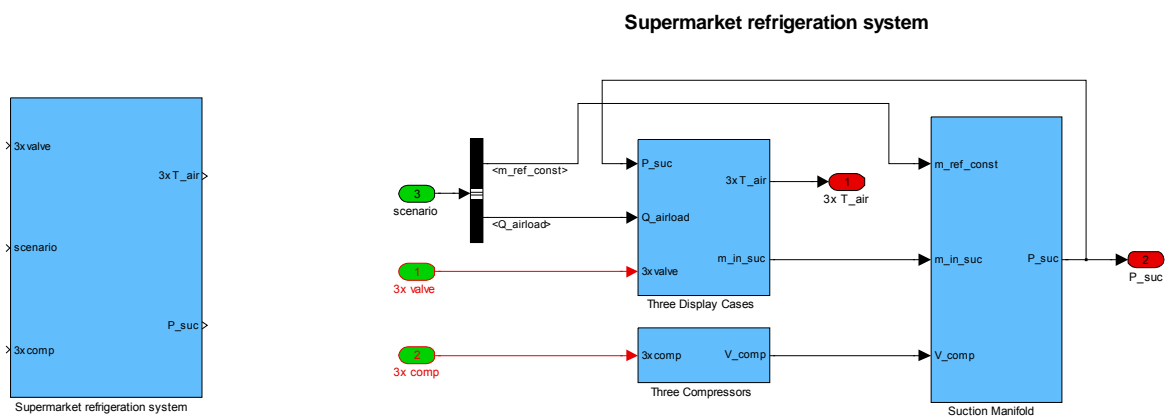 Supermarket refrigeration system
3x valve
3x T_air
scenario
P_suc
3x comp
Supermarket refrigeration system
3
scenario
<m_ref_const>
<Q_airload>
1
3x valve
2
3x comp
P_suc
3x T_air
Q_airload
m_in_suc
3x valve
Three Display Cases
3x comp
V_comp
Three Compressors
1
3x T_air
m_ref_const
m_in_suc
P_suc
V_comp
Suction Manifold
2
P_suc